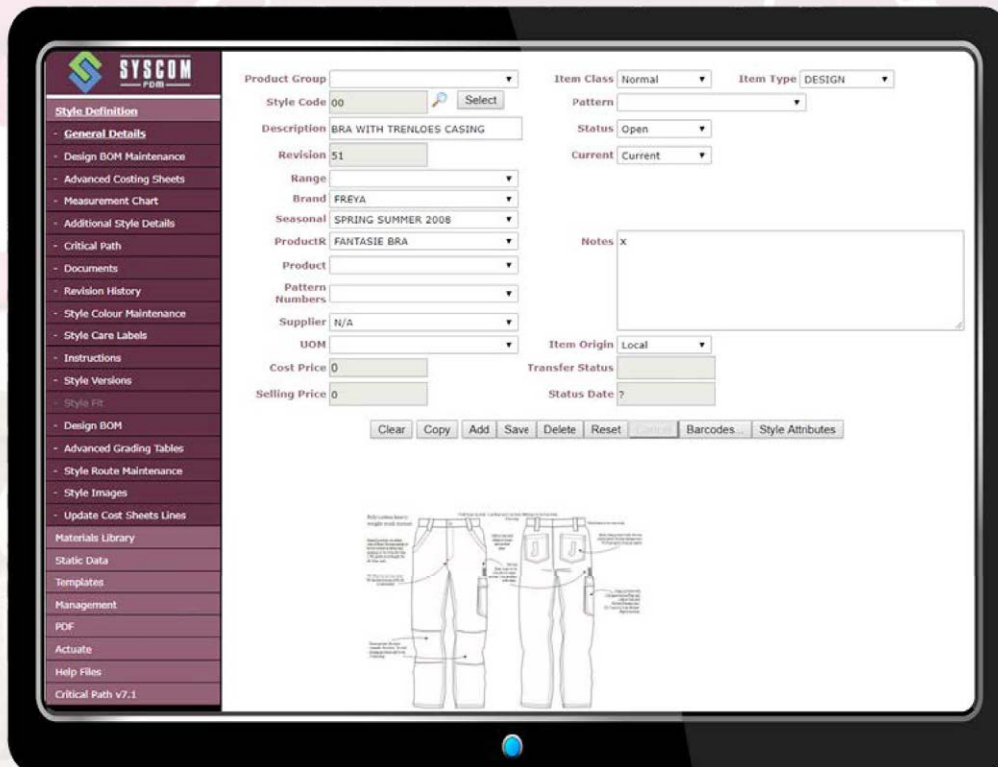 SYSCOM
PDM
Style Definition
- General Details
- Design BOM Maintenance
- Advanced Costing Sheets
- Measurement Chart
- Additional Style Details
- Critical Path
- Documents
- Revision History
- Style Colour Maintenance
- Style Care Labels
- Instructions
- Style Versions
- Style Fit
- Design BOM
- Advanced Grading Tables
- Style Route Maintenance
- Style Images
- Update Cost Sheets Lines
Materials Library
Static Data
Templates
Management
PDF
Actuate
Help Files
Critical Path v7.1
Product Group Item Class Normal Item Type DESIGN
Style Code 00 Select Pattern
Description BRA WITH TRENLOES CASING Status Open
Revision 51 Current Current
Range
Brand FREYA
Seasonal SPRING SUMMER 2008
ProductR FANTASIE BRA Notes x
Product
Pattern
Numbers
Supplier N/A
UOM Item Origin Local
Cost Price 0 Transfer Status
Selling Price 0 Status Date ?
Clear Copy Add Save Delete Reset Cancel Barcodes... Style Attributes